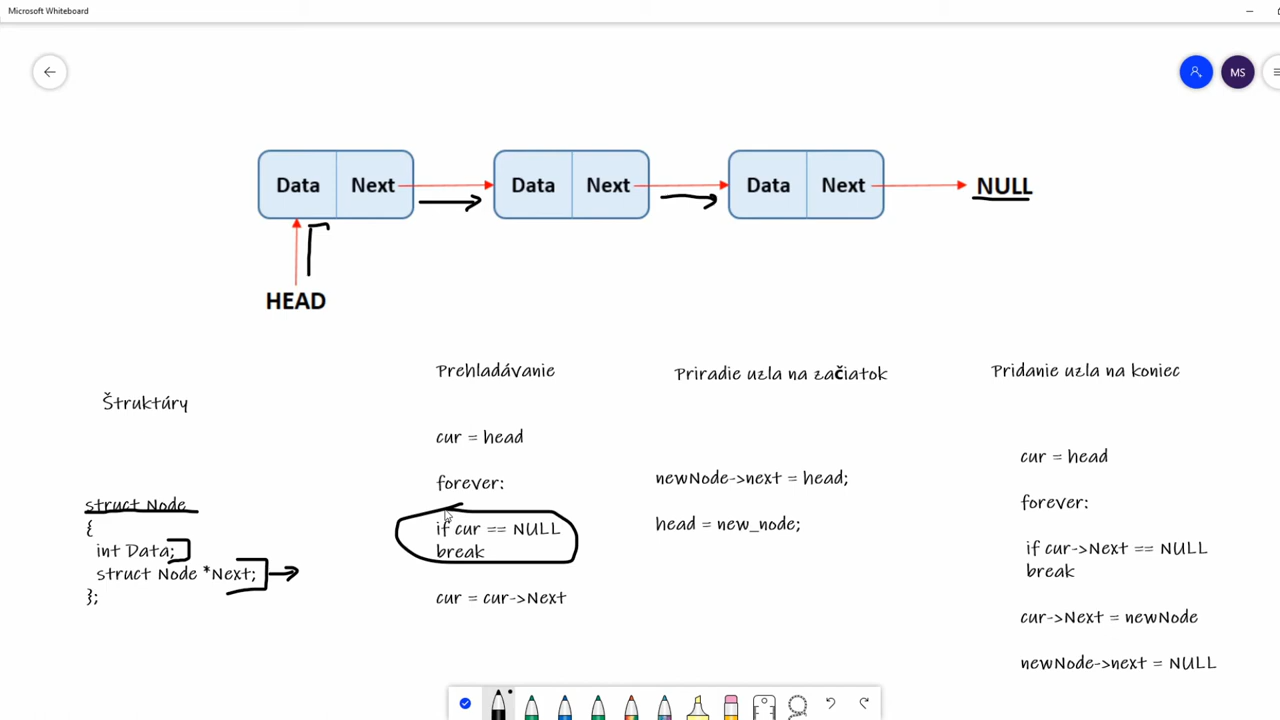 Microsoft Whiteboard
MS
Data Next Data Next Data Next NULL
HEAD
Štruktúry
struct Node
{
int Data;
struct Node *Next;
};
Prehladávanie
cur = head
forever:
if cur == NULL
break
cur = cur->Next
Priradie uzla na začiatok
newNode->next = head;
head = new_node;
Pridanie uzla na koniec
cur = head
forever:
if cur->Next == NULL
break
cur->Next = newNode
newNode->next = NULL